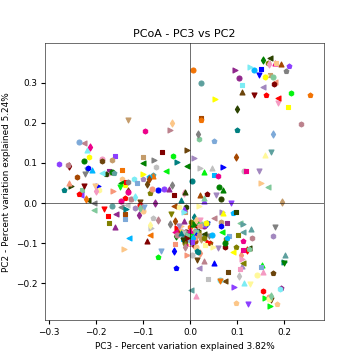 PCoA - PC3 vs PC2
PC2 - Percent variation explained 5.24%
0.3
0.2
0.1
0.0
−0.1
−0.2
−0.3 −0.2 −0.1 0.0 0.1 0.2
PC3 - Percent variation explained 3.82%